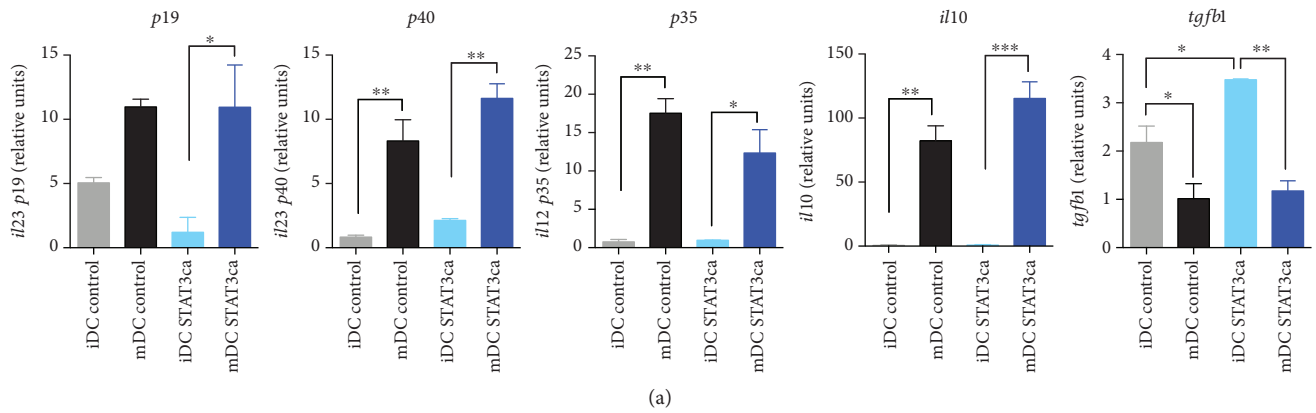 p19
il23 p19 (relative units)
15
10
5
0
*
iDC control
mDC control
iDC STAT3ca
mDC STAT3ca
p40
il23 p40 (relative units)
15
10
5
0
**
**
iDC control
mDC control
iDC STAT3ca
mDC STAT3ca
p35
il12 p35 (relative units)
25
20
15
10
5
0
**
*
iDC control
mDC control
iDC STAT3ca
mDC STAT3ca
il10
il10 (relative units)
150
100
50
0
**
***
iDC control
mDC control
iDC STAT3ca
mDC STAT3ca
tgfb1
tgfb1 (relative units)
4
3
2
1
0
*
**
*
iDC control
mDC control
iDC STAT3ca
mDC STAT3ca
(a)